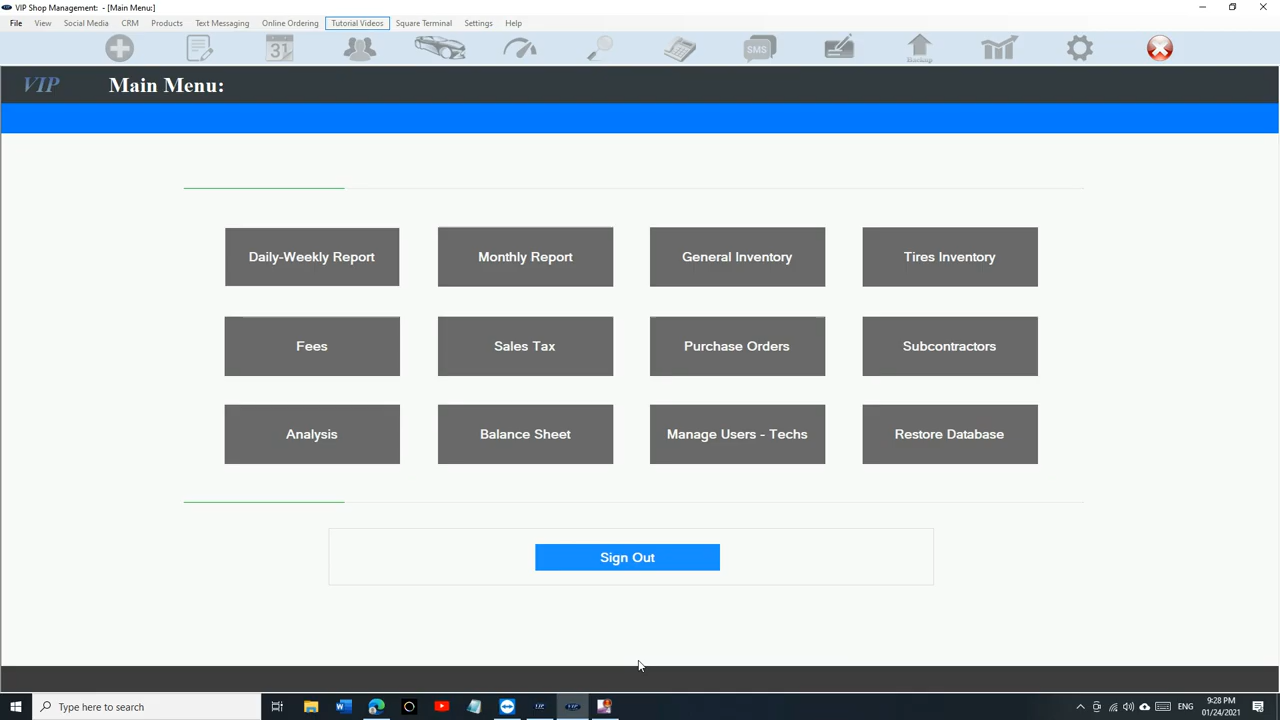 VIP Shop Management: - [Main Menu:]
File View Social Media CRM Products Text Messaging Online Ordering Tutorial Videos Square Terminal Settings Help
31 SMS
VIP Main Menu:
Daily-Weekly Report Monthly Report General Inventory Tires Inventory
Fees Sales Tax Purchase Orders Subcontractors
Analysis Balance Sheet Manage Users - Techs Restore Database
Sign Out
Type here to search
ENG
9:28 PM
01/24/2021